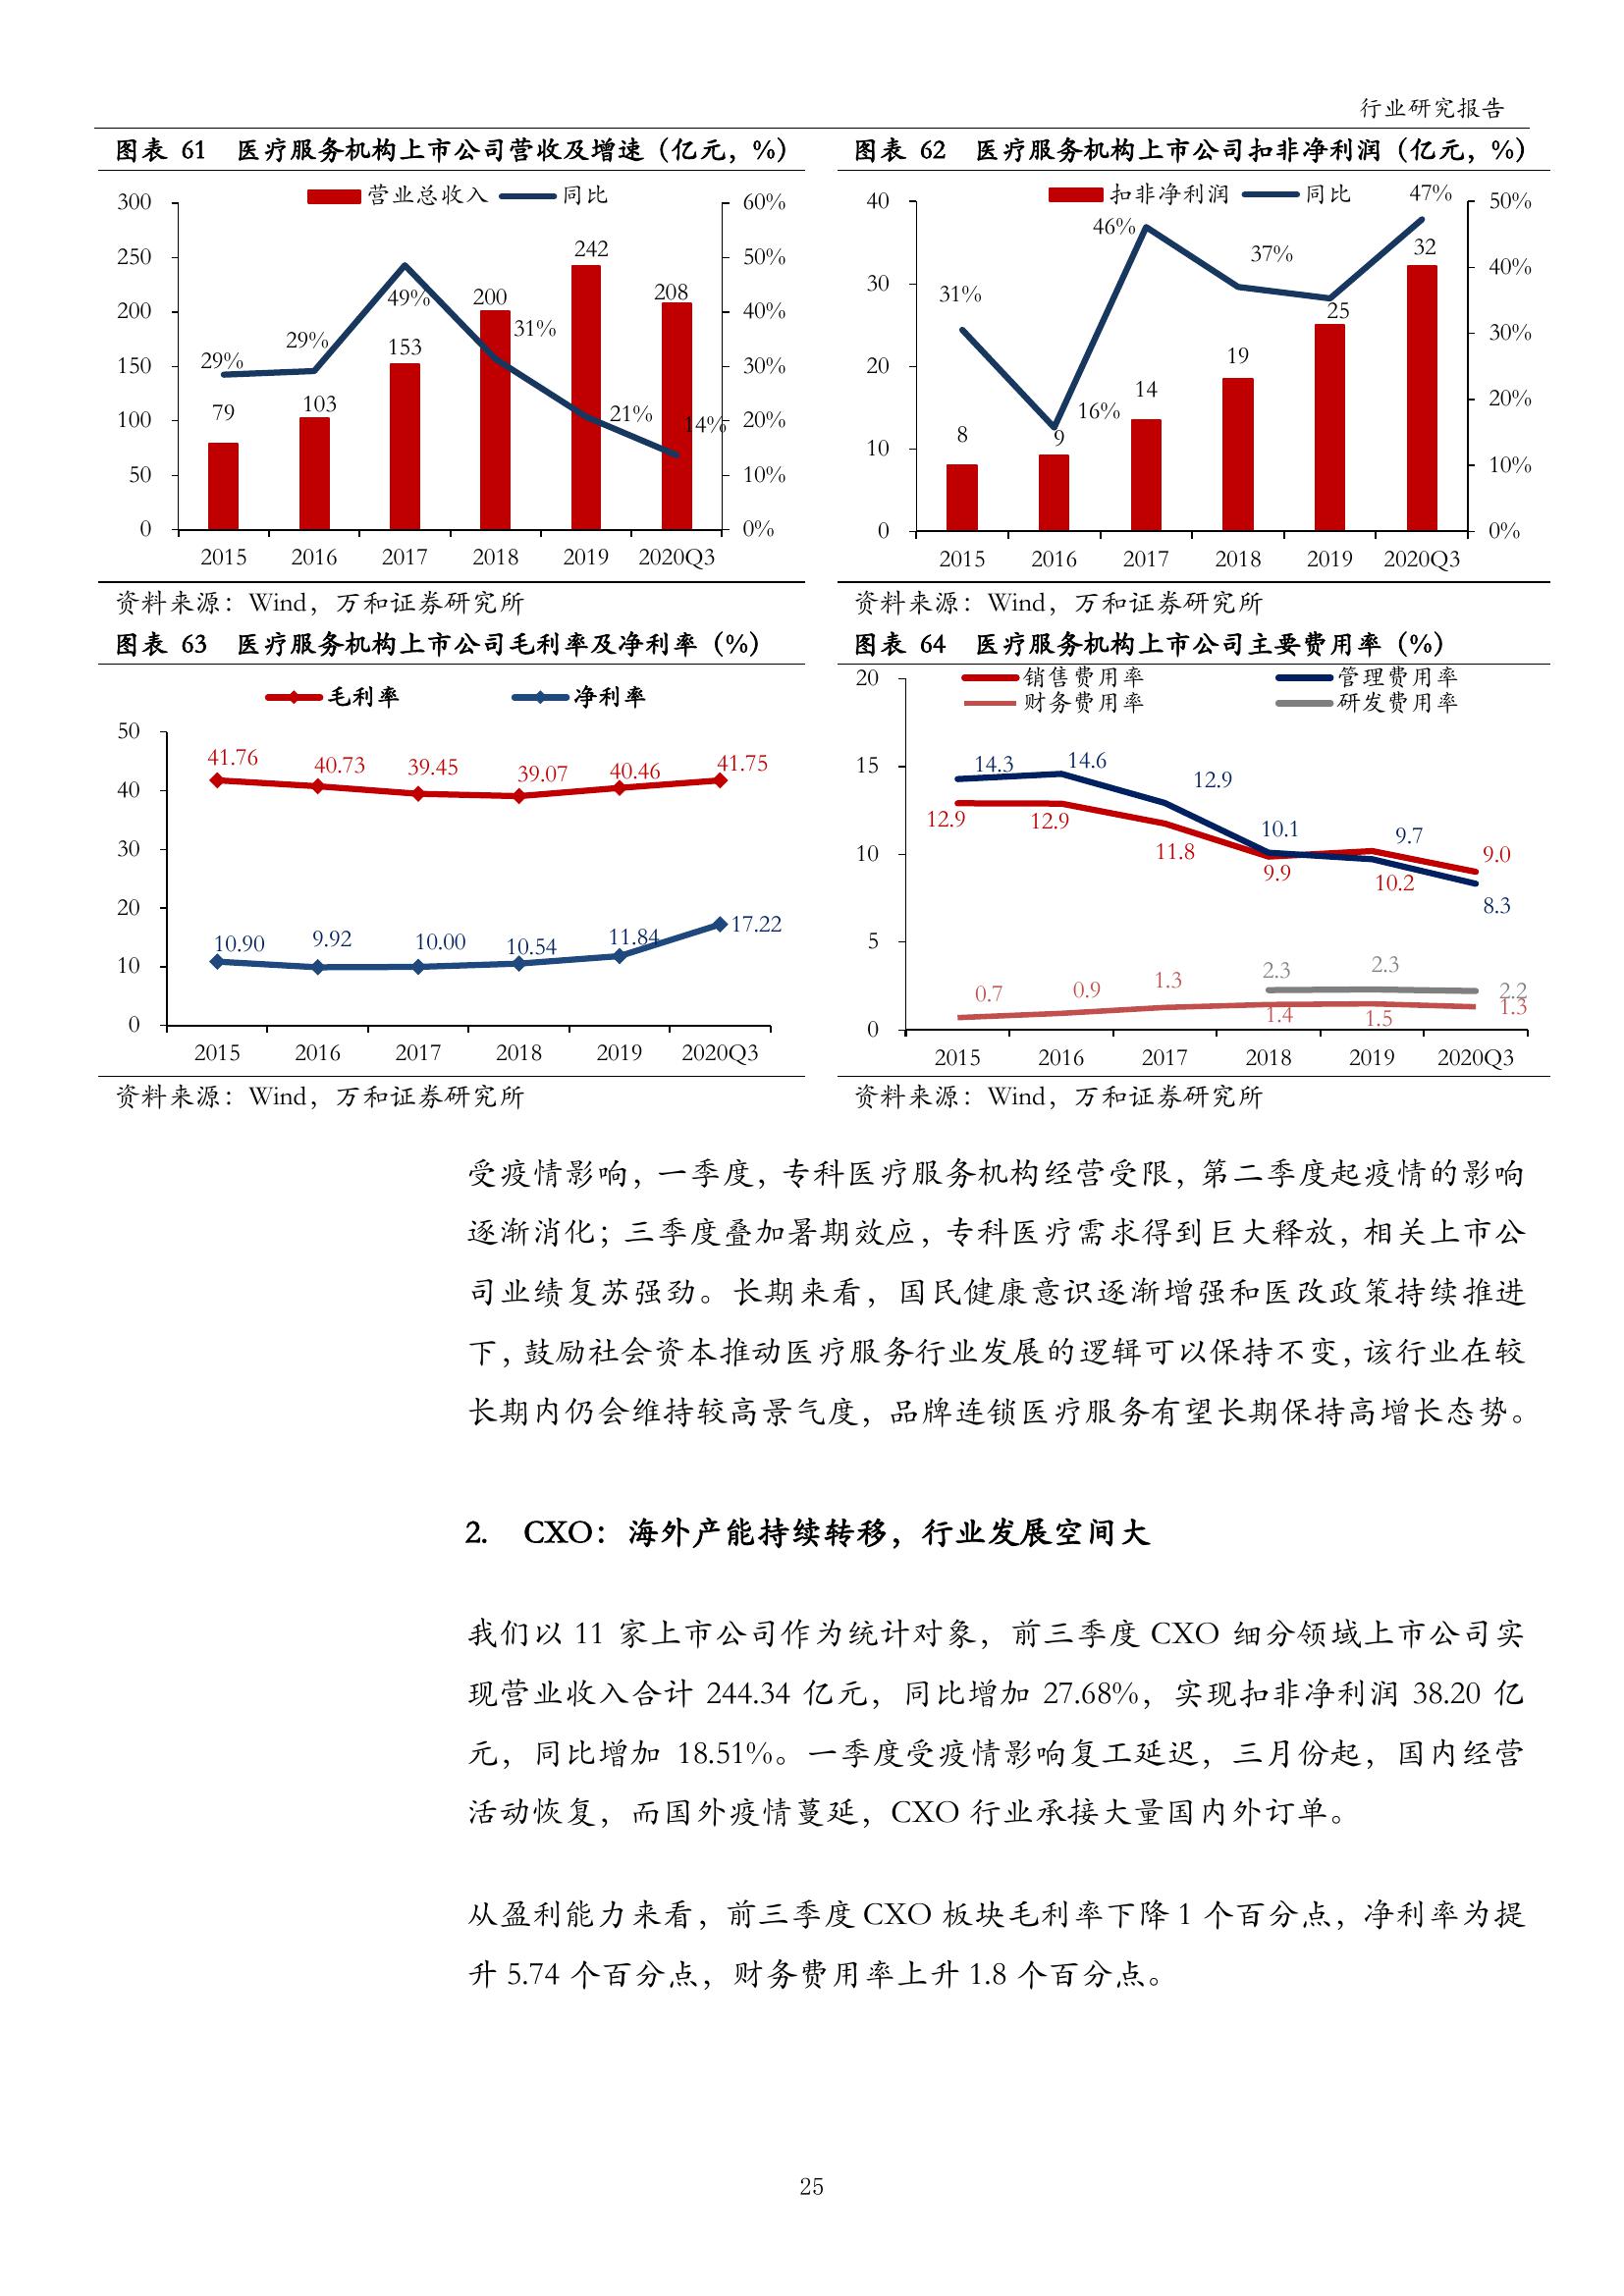 行业研究报告
图表 61 医疗服务机构上市公司营收及增速（亿元，%）
营业总收入 同比
300
250
200
150
100
50
0
60%
50%
40%
30%
20%
10%
0%
29% 29% 49% 31% 21% 14%
79 103 153 200 242 208
2015 2016 2017 2018 2019 2020Q3
资料来源：Wind，万和证券研究所
图表 62 医疗服务机构上市公司扣非净利润（亿元，%）
扣非净利润 同比
40
30
20
10
0
50%
40%
30%
20%
10%
0%
31% 16% 46% 37% 47%
8 9 14 19 25 32
2015 2016 2017 2018 2019 2020Q3
资料来源：Wind，万和证券研究所
图表 63 医疗服务机构上市公司毛利率及净利率（%）
毛利率 净利率
50
40
30
20
10
0
41.76 40.73 39.45 39.07 40.46 41.75
10.90 9.92 10.00 10.54 11.84 17.22
2015 2016 2017 2018 2019 2020Q3
资料来源：Wind，万和证券研究所
图表 64 医疗服务机构上市公司主要费用率（%）
销售费用率 管理费用率
财务费用率 研发费用率
20
15
10
5
0
14.3 14.6 12.9 10.1 9.7 8.3
12.9 12.9 11.8 9.9 10.2 9.0
2.3 2.3 2.2
0.7 0.9 1.3 1.4 1.5 1.3
2015 2016 2017 2018 2019 2020Q3
资料来源：Wind，万和证券研究所
受疫情影响，一季度，专科医疗服务机构经营受限，第二季度起疫情的影响
逐渐消化；三季度叠加暑期效应，专科医疗需求得到巨大释放，相关上市公
司业绩复苏强劲。长期来看，国民健康意识逐渐增强和医改政策持续推进
下，鼓励社会资本推动医疗服务行业发展的逻辑可以保持不变，该行业在较
长期内仍会维持较高景气度，品牌连锁医疗服务有望长期保持高增长态势。
2. CXO：海外产能持续转移，行业发展空间大
我们以 11 家上市公司作为统计对象，前三季度 CXO 细分领域上市公司实
现营业收入合计 244.34 亿元，同比增加 27.68%，实现扣非净利润 38.20 亿
元，同比增加 18.51%。一季度受疫情影响复工延迟，三月份起，国内经营
活动恢复，而国外疫情蔓延，CXO 行业承接大量国内外订单。
从盈利能力来看，前三季度 CXO 板块毛利率下降 1 个百分点，净利率为提
升 5.74 个百分点，财务费用率上升 1.8 个百分点。
25